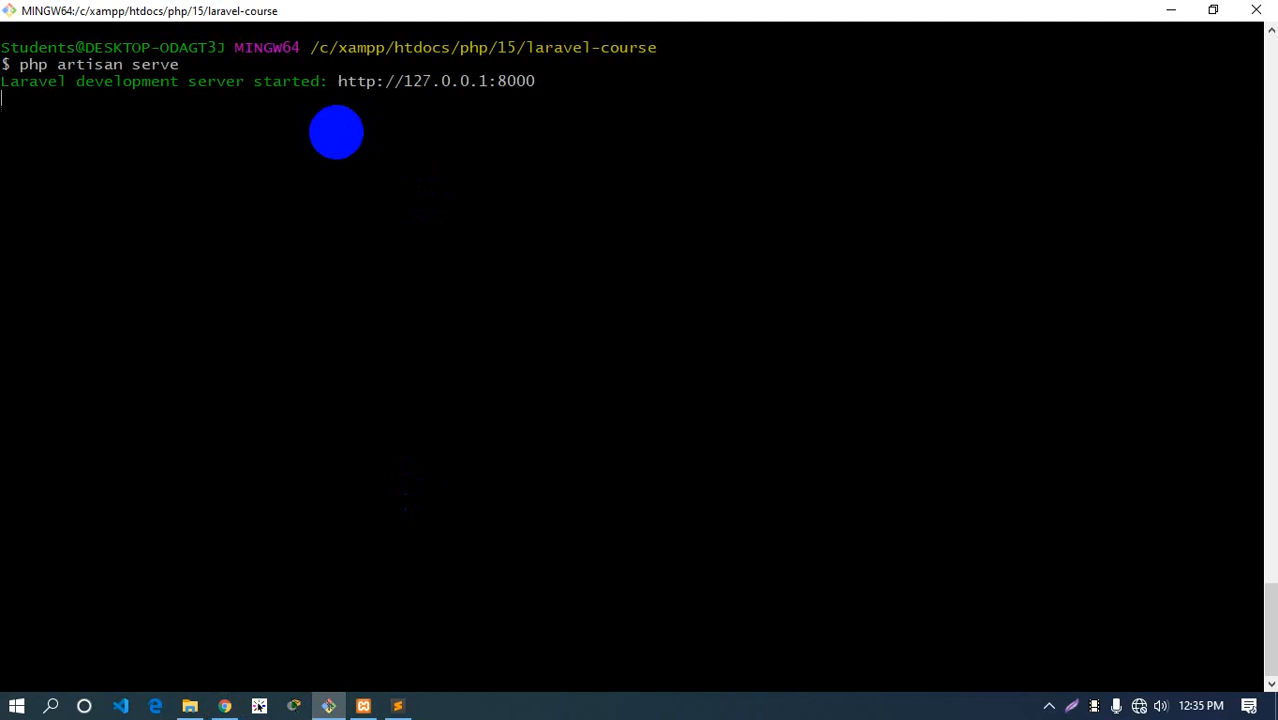 MINGW64:/c/xampp/htdocs/php/15/laravel-course
Students@DESKTOP-ODAGT3J MINGW64 /c/xampp/htdocs/php/15/laravel-course
$ php artisan serve
Laravel development server started: http://127.0.0.1:8000
12:35 PM